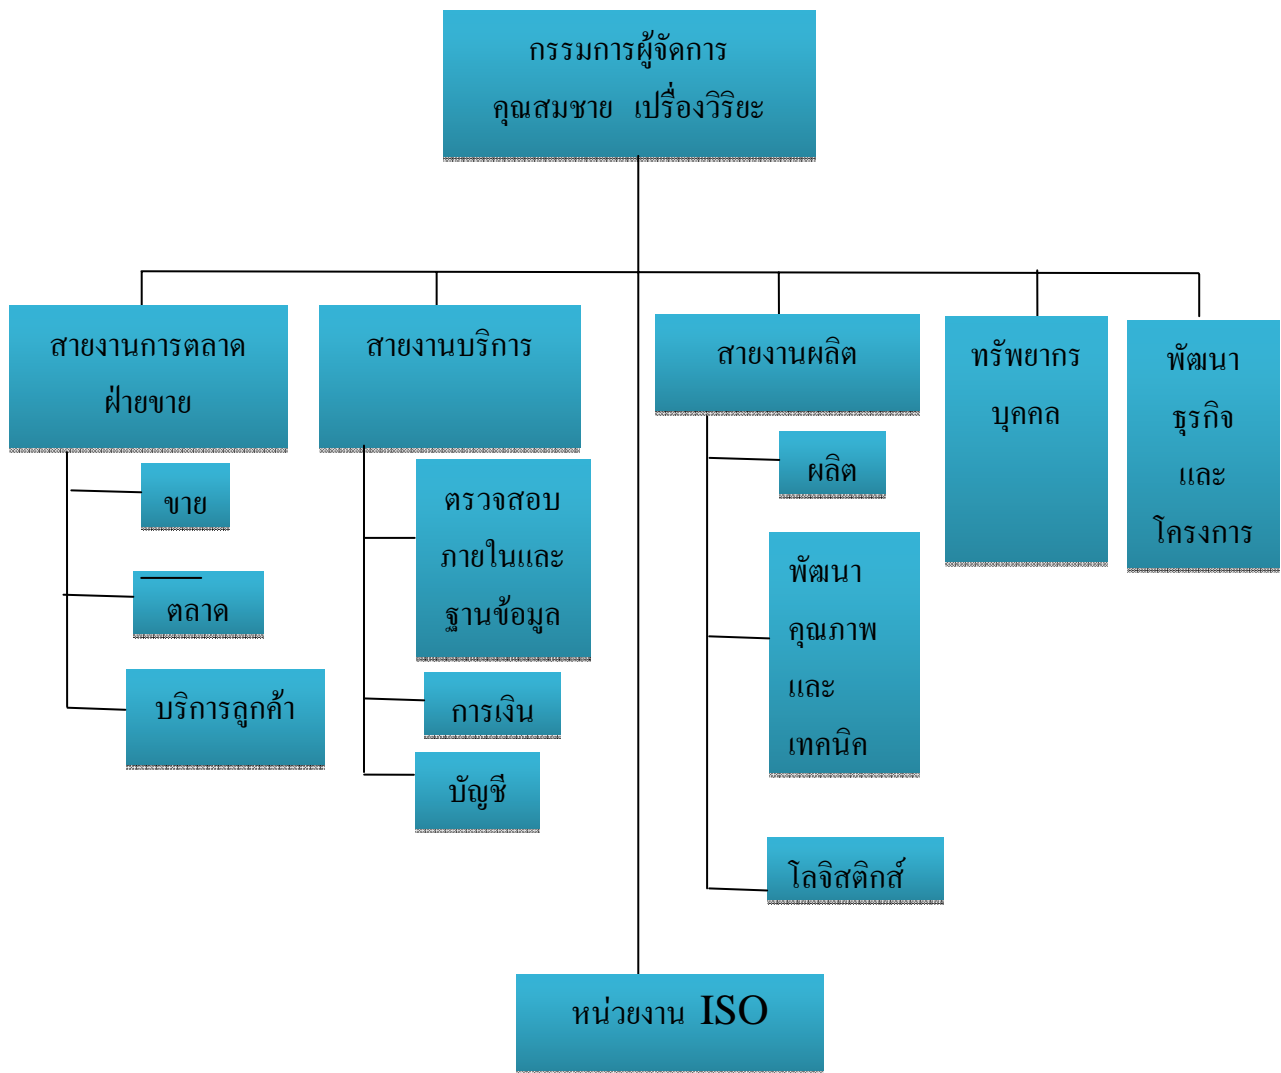 กรรมการผู้จัดการ
คุณสมชาย เปรื่องวิริยะ
สายงานการตลาด
ฝ่ายขาย
ขาย
ตลาด
บริการลูกค้า
สายงานบริการ
ตรวจสอบ
ภายในและ
ฐานข้อมูล
การเงิน
บัญชี
สายงานผลิต
ผลิต
พัฒนา
คุณภาพ
และ
เทคนิค
โลจิสติกส์
ทรัพยากร
บุคคล
พัฒนา
ธุรกิจ
และ
โครงการ
หน่วยงาน ISO